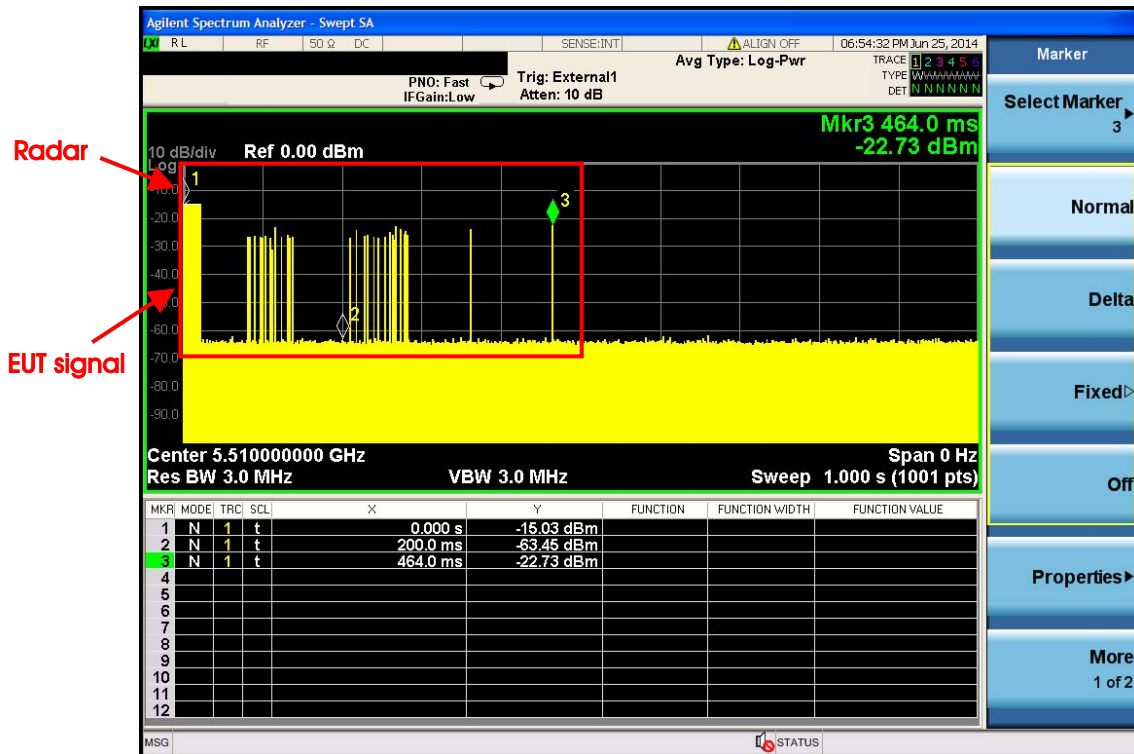 Agilent Spectrum Analyzer - Swept SA
LXI RL RF 50 Ω DC SENSE:INT ALIGN OFF 06:54:32 PM Jun 25, 2014
Avg Type: Log-Pwr
TRACE 1 2 3 4 5 6
TYPE
DET N N N N N N
PNO: Fast
IFGain:Low
Trig: External1
Atten: 10 dB
Mkr3 464.0 ms
-22.73 dBm
10 dB/div Ref 0.00 dBm
Log
Radar
1
3
-20.0
-30.0
-40.0
2
-60.0
EUT signal
-70.0
-80.0
-90.0
Center 5.510000000 GHz Span 0 Hz
Res BW 3.0 MHz VBW 3.0 MHz Sweep 1.000 s (1001 pts)
MKR MODE TRC SCL X Y FUNCTION FUNCTION WIDTH FUNCTION VALUE
1 N 1 t 0.000 s -15.03 dBm
2 N 1 t 200.0 ms -63.45 dBm
3 N 1 t 464.0 ms -22.73 dBm
4
5
6
7
8
9
10
11
12
MSG STATUS
Marker
Select Marker
3
Normal
Delta
Fixed
Off
Properties
More
1 of 2